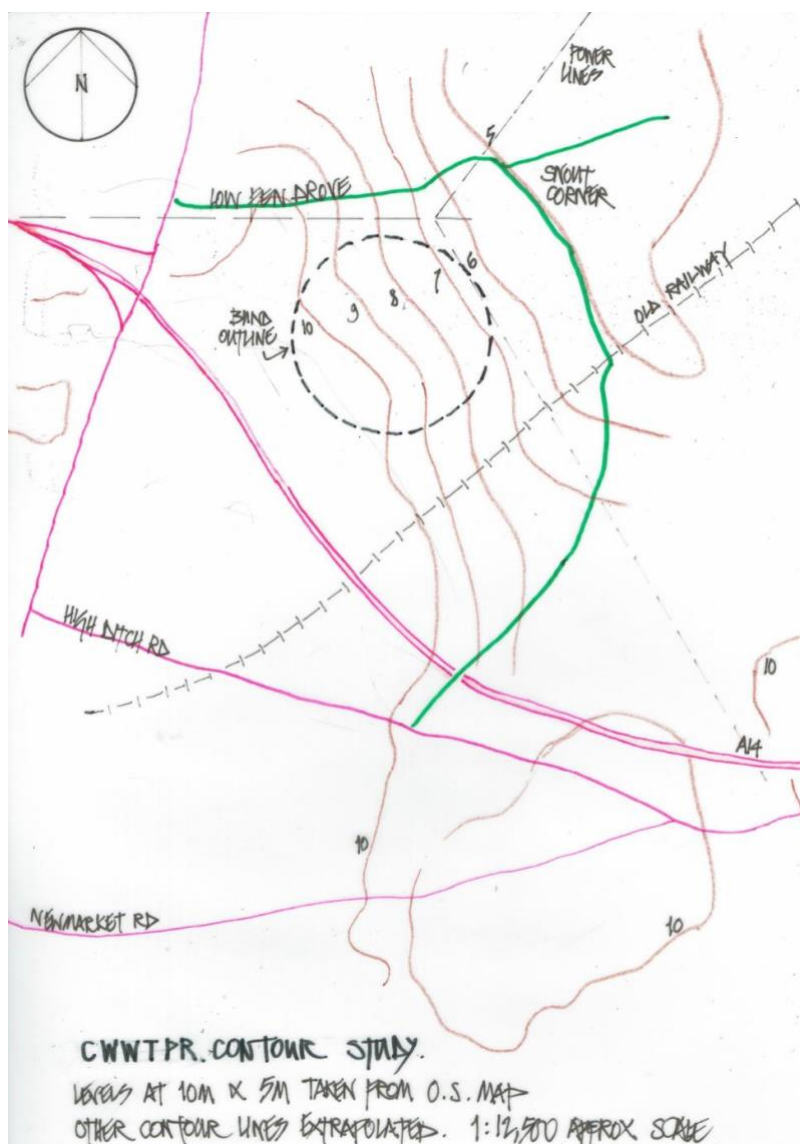 N
POWER
LINES
5
LOW FEN DROVE
SNOUT
CORNER
6
7
8
9
10
BUND
OUTLINE
OLD RAILWAY
HIGH DITCH RD
10
A14
10
NEWMARKET RD
10
CWWTPR. CONTOUR STUDY.
LEVELS AT 10M & 5M TAKEN FROM O.S. MAP
OTHER CONTOUR LINES EXTRAPOLATED. 1:12,500 APPROX SCALE